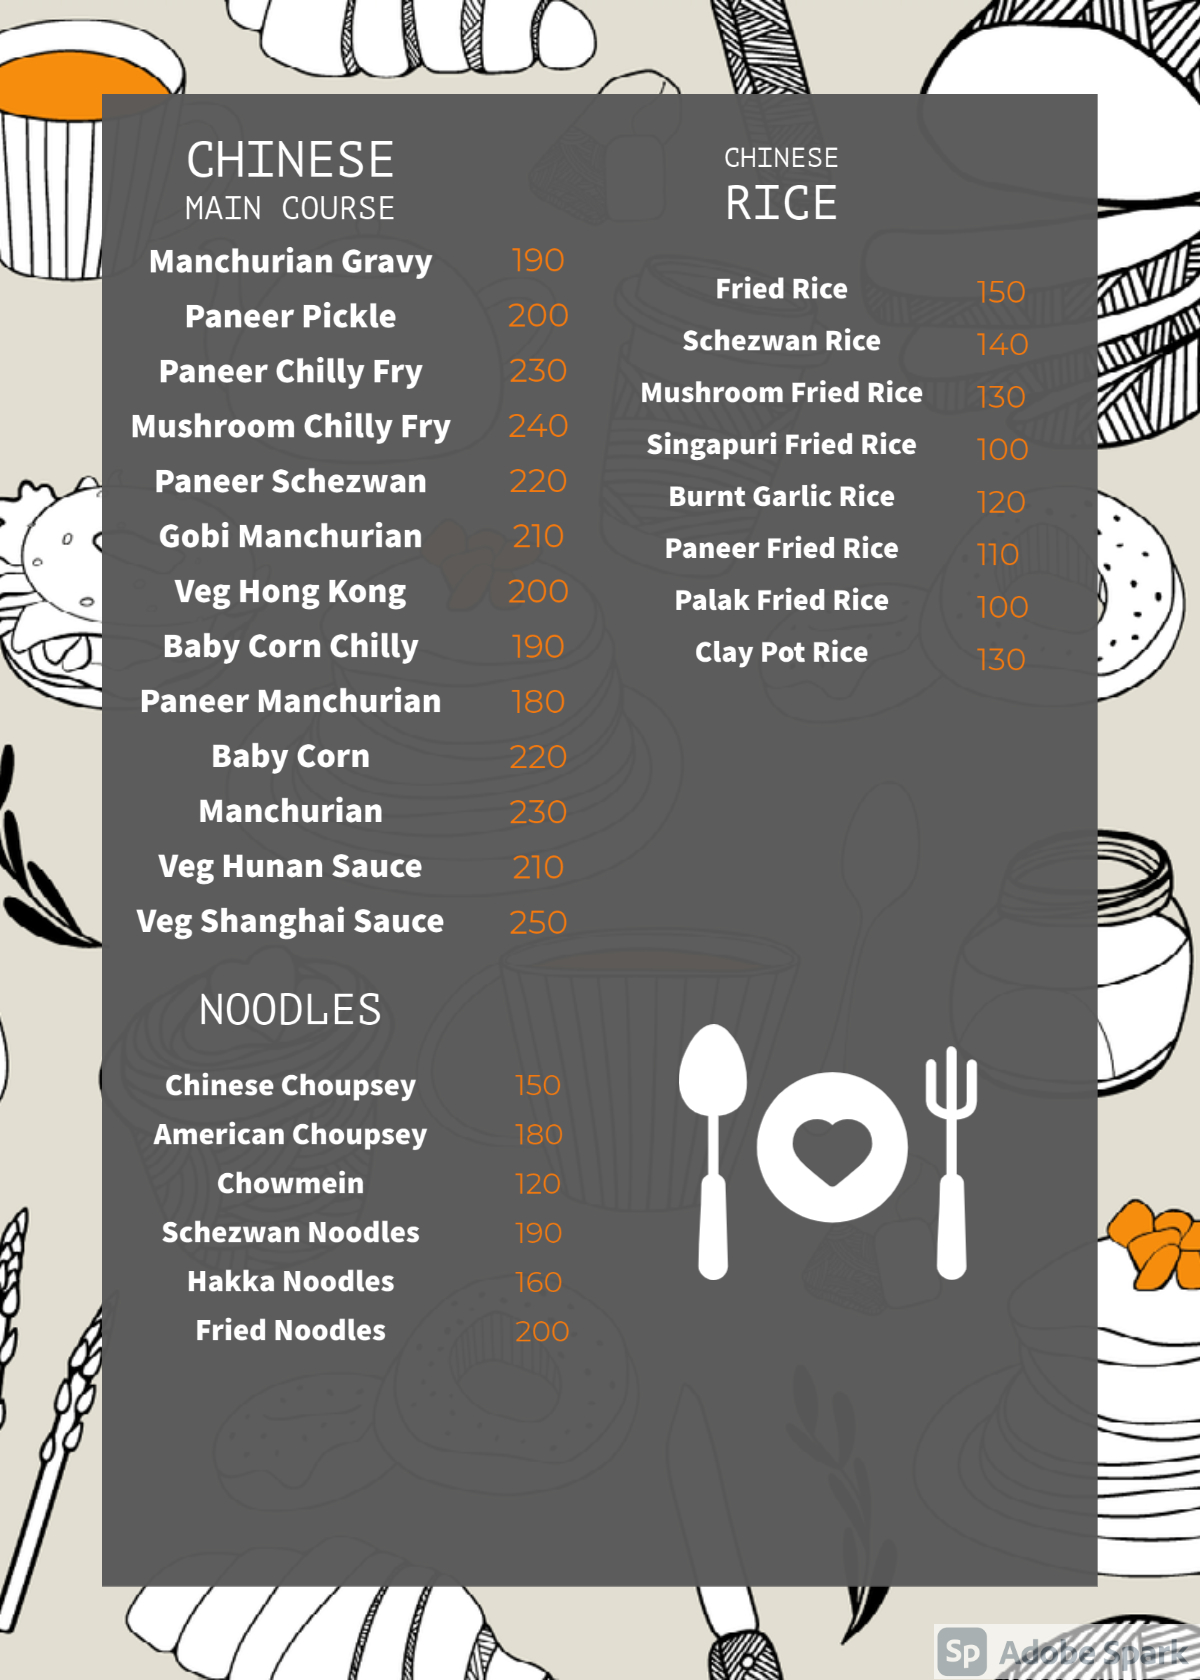 CHINESE
MAIN COURSE
Manchurian Gravy 190
Paneer Pickle 200
Paneer Chilly Fry 230
Mushroom Chilly Fry 240
Paneer Schezwan 220
Gobi Manchurian 210
Veg Hong Kong 200
Baby Corn Chilly 190
Paneer Manchurian 180
Baby Corn 220
Manchurian 230
Veg Hunan Sauce 210
Veg Shanghai Sauce 250
NOODLES
Chinese Choupsey 150
American Choupsey 180
Chowmein 120
Schezwan Noodles 190
Hakka Noodles 160
Fried Noodles 200
CHINESE
RICE
Fried Rice 150
Schezwan Rice 140
Mushroom Fried Rice 130
Singapuri Fried Rice 100
Burnt Garlic Rice 120
Paneer Fried Rice 110
Palak Fried Rice 100
Clay Pot Rice 130
Sp Adobe Spark